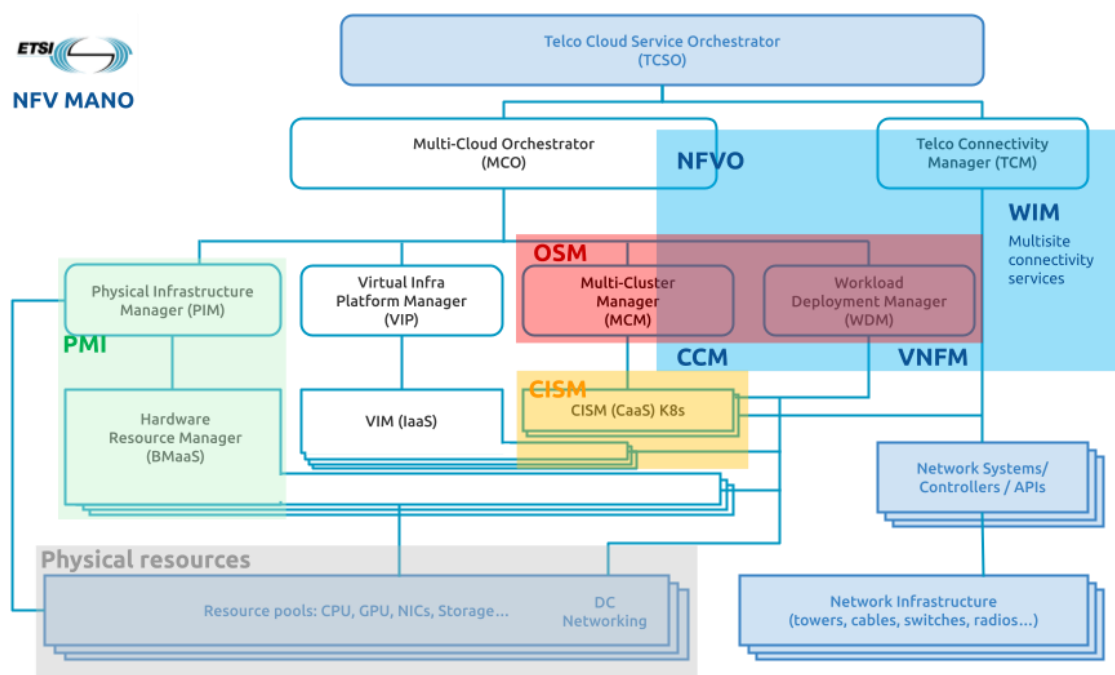 ETSI
NFV MANO
Telco Cloud Service Orchestrator
(TCSO)
Multi-Cloud Orchestrator
(MCO)
NFVO
Telco Connectivity
Manager (TCM)
WIM
Multisite
connectivity
services
OSM
Physical Infrastructure
Manager (PIM)
Virtual Infra
Platform Manager
(VIP)
Multi-Cluster
Manager
(MCM)
Workload
Deployment Manager
(WDM)
PMI
CCM
VNFM
CISM
Hardware
Resource Manager
(BMaaS)
VIM (IaaS)
CISM (CaaS) K8s
Network Systems/
Controllers / APIs
Physical resources
Resource pools: CPU, GPU, NICs, Storage...
DC
Networking
Network Infrastructure
(towers, cables, switches, radios...)